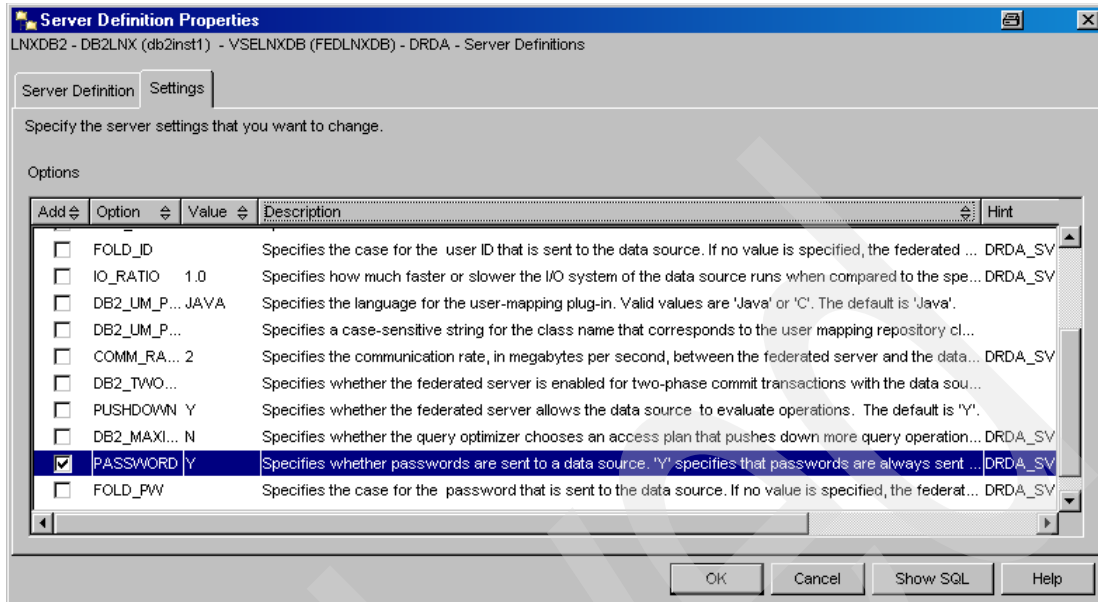 Server Definition Properties
LNXDB2 - DB2LNX (db2inst1) - VSELNXDB (FEDLNXDB) - DRDA - Server Definitions
Server Definition Settings
Specify the server settings that you want to change.
Options
Add Option Value Description Hint
FOLD_ID Specifies the case for the user ID that is sent to the data source. If no value is specified, the federated ... DRDA_SV
IO_RATIO 1.0 Specifies how much faster or slower the I/O system of the data source runs when compared to the spe... DRDA_SV
DB2_UM_P... JAVA Specifies the language for the user-mapping plug-in. Valid values are 'Java' or 'C'. The default is 'Java'.
DB2_UM_P... Specifies a case-sensitive string for the class name that corresponds to the user mapping repository cl...
COMM_RA... 2 Specifies the communication rate, in megabytes per second, between the federated server and the data... DRDA_SV
DB2_TWO... Specifies whether the federated server is enabled for two-phase commit transactions with the data sou...
PUSHDOWN Y Specifies whether the federated server allows the data source to evaluate operations. The default is 'Y'.
DB2_MAXI... N Specifies whether the query optimizer chooses an access plan that pushes down more query operation... DRDA_SV
PASSWORD Y Specifies whether passwords are sent to a data source. 'Y' specifies that passwords are always sent ... DRDA_SV
FOLD_PW Specifies the case for the password that is sent to the data source. If no value is specified, the federat... DRDA_SV
OK Cancel Show SQL Help